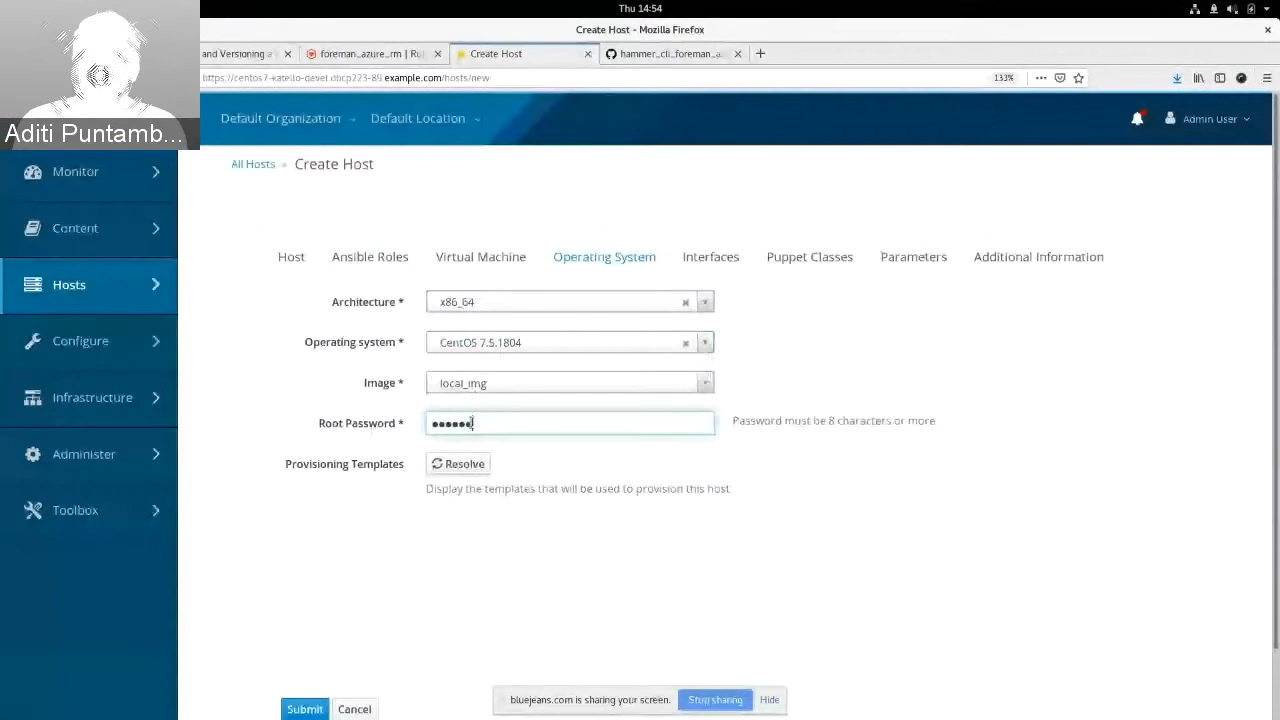 Thu 14:54
Create Host - Mozilla Firefox
and Versioning a
foreman_azure_rm | Ru
Create Host
hammer_cli_foreman_a
example.com/hosts/new
133%
Aditi Puntamb...
Default Organization
Default Location
Admin User
All Hosts
Create Host
Monitor
Content
Hosts
Configure
Infrastructure
Administer
Toolbox
Host
Ansible Roles
Virtual Machine
Operating System
Interfaces
Puppet Classes
Parameters
Additional Information
Architecture *
x86_64
Operating system *
CentOS 7.5.1804
Image *
local_img
Root Password *
Password must be 8 characters or more
Provisioning Templates
Resolve
Display the templates that will be used to provision this host
Submit
Cancel
bluejeans.com is sharing your screen.
Stop sharing
Hide